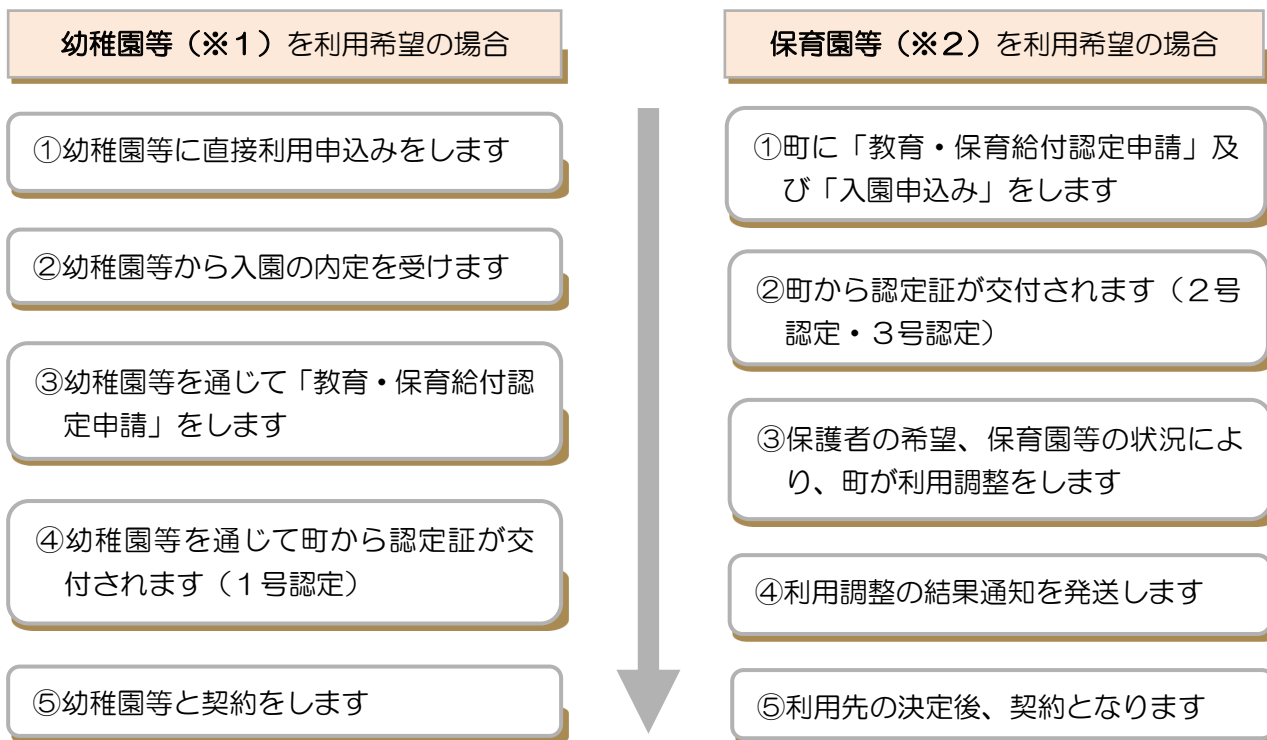 幼稚園等（※１）を利用希望の場合
①幼稚園等に直接利用申込みをします
②幼稚園等から入園の内定を受けます
③幼稚園等を通じて「教育・保育給付認
定申請」をします
④幼稚園等を通じて町から認定証が交
付されます（１号認定）
⑤幼稚園等と契約をします
保育園等（※２）を利用希望の場合
①町に「教育・保育給付認定申請」及
び「入園申込み」をします
②町から認定証が交付されます（２号
認定・３号認定）
③保護者の希望、保育園等の状況によ
り、町が利用調整をします
④利用調整の結果通知を発送します
⑤利用先の決定後、契約となります